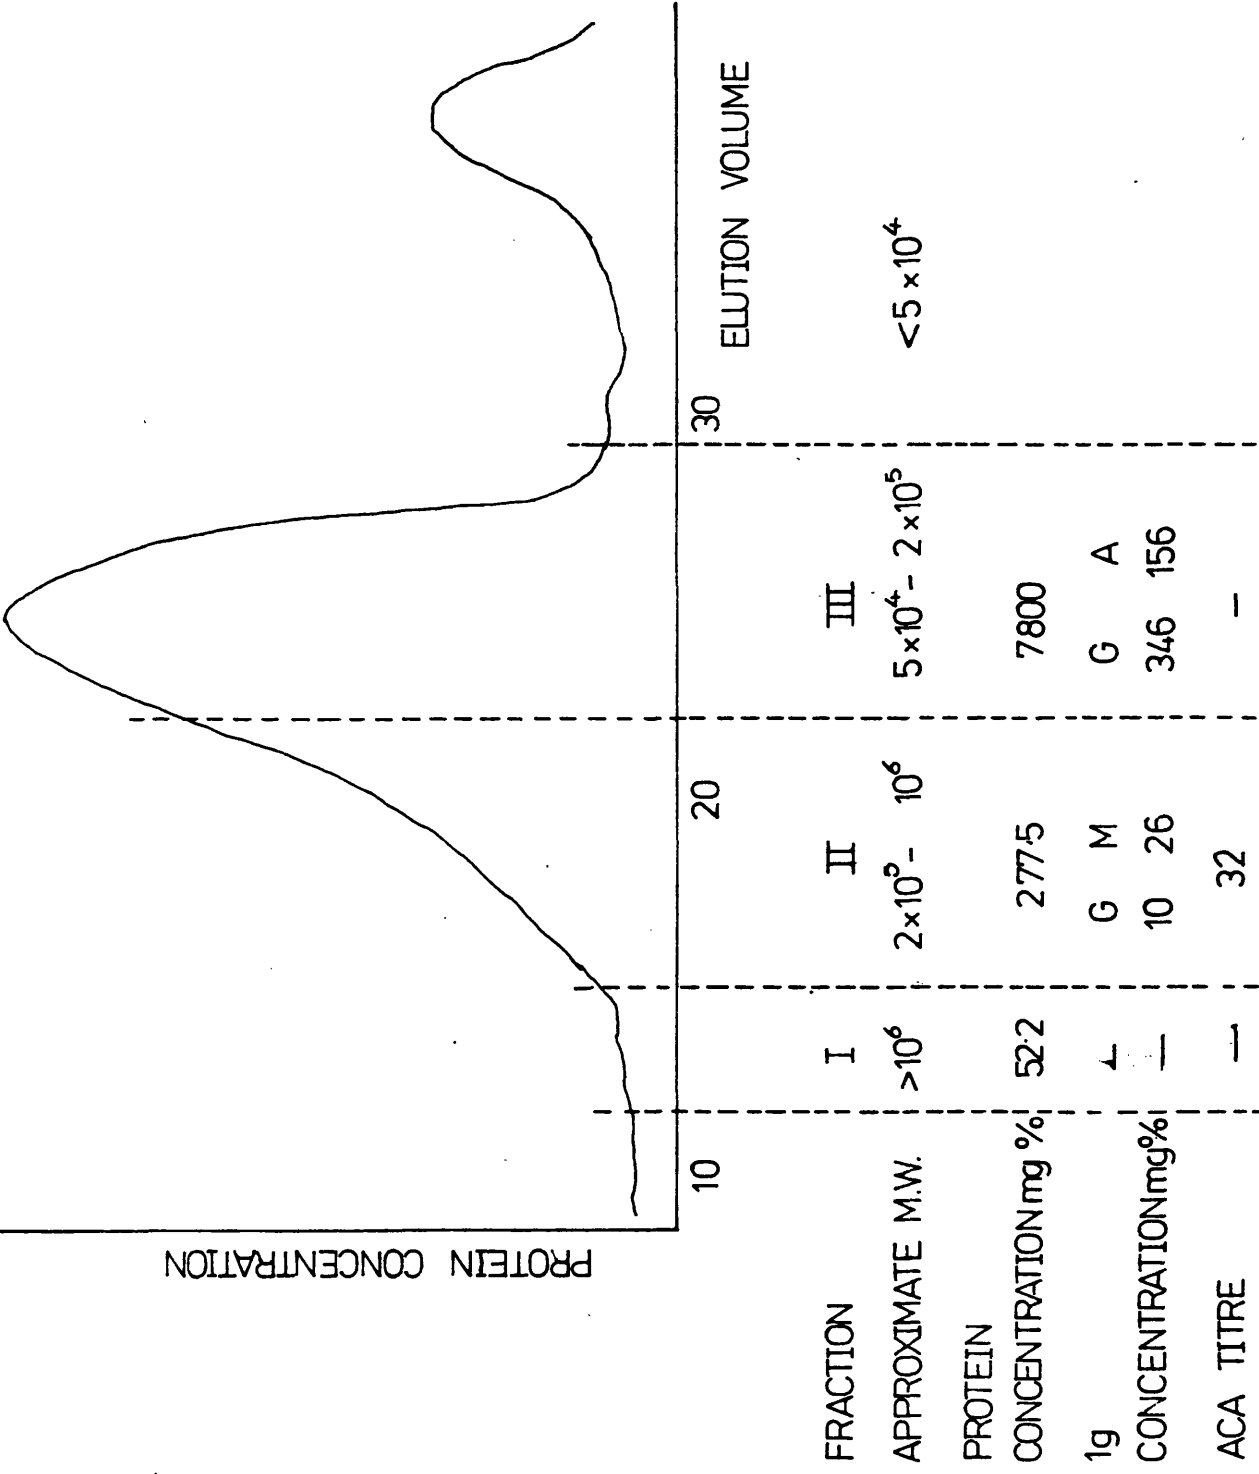 PROTEIN CONCENTRATION
10 20 30
ELUTION VOLUME
FRACTION I II III
APPROXIMATE M.W. >10⁶ 2×10⁵- 10⁶ 5×10⁴- 2×10⁵ <5×10⁴
PROTEIN
CONCENTRATION mg % 52·2 277·5 7800
1g - G M G A
CONCENTRATION mg% — 10 26 346 156
ACA TITRE — 32 –